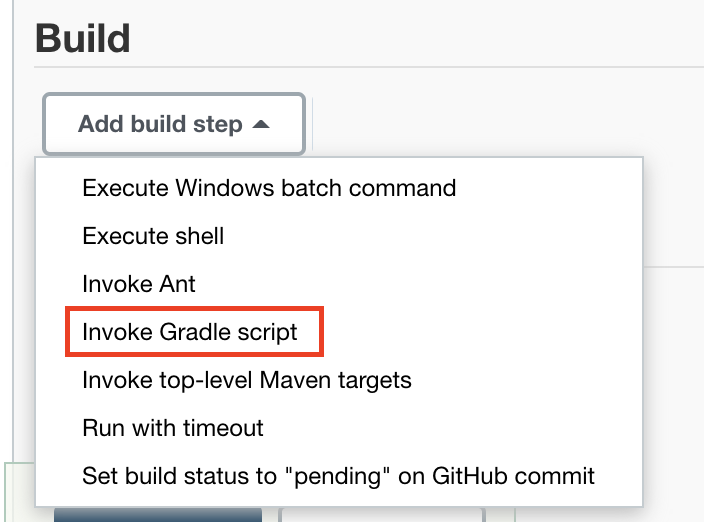 Build
Add build step
Execute Windows batch command
Execute shell
Invoke Ant
Invoke Gradle script
Invoke top-level Maven targets
Run with timeout
Set build status to "pending" on GitHub commit